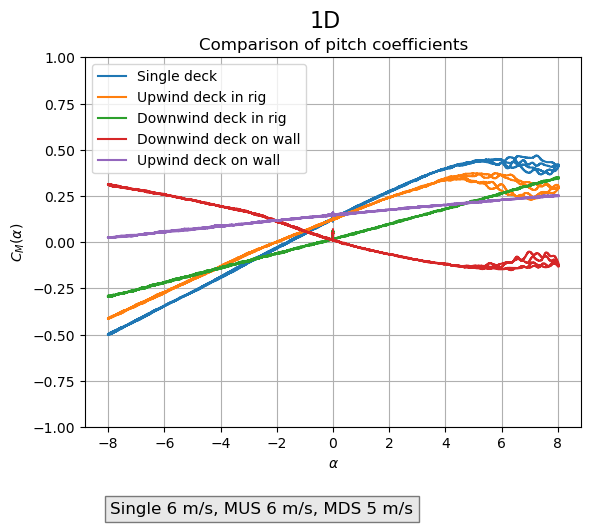 1D
Comparison of pitch coefficients
Single deck
Upwind deck in rig
Downwind deck in rig
Downwind deck on wall
Upwind deck on wall
1.00
0.75
0.50
0.25
0.00
−0.25
−0.50
−0.75
−1.00
C_M(α)
−8 −6 −4 −2 0 2 4 6 8
α
Single 6 m/s, MUS 6 m/s, MDS 5 m/s